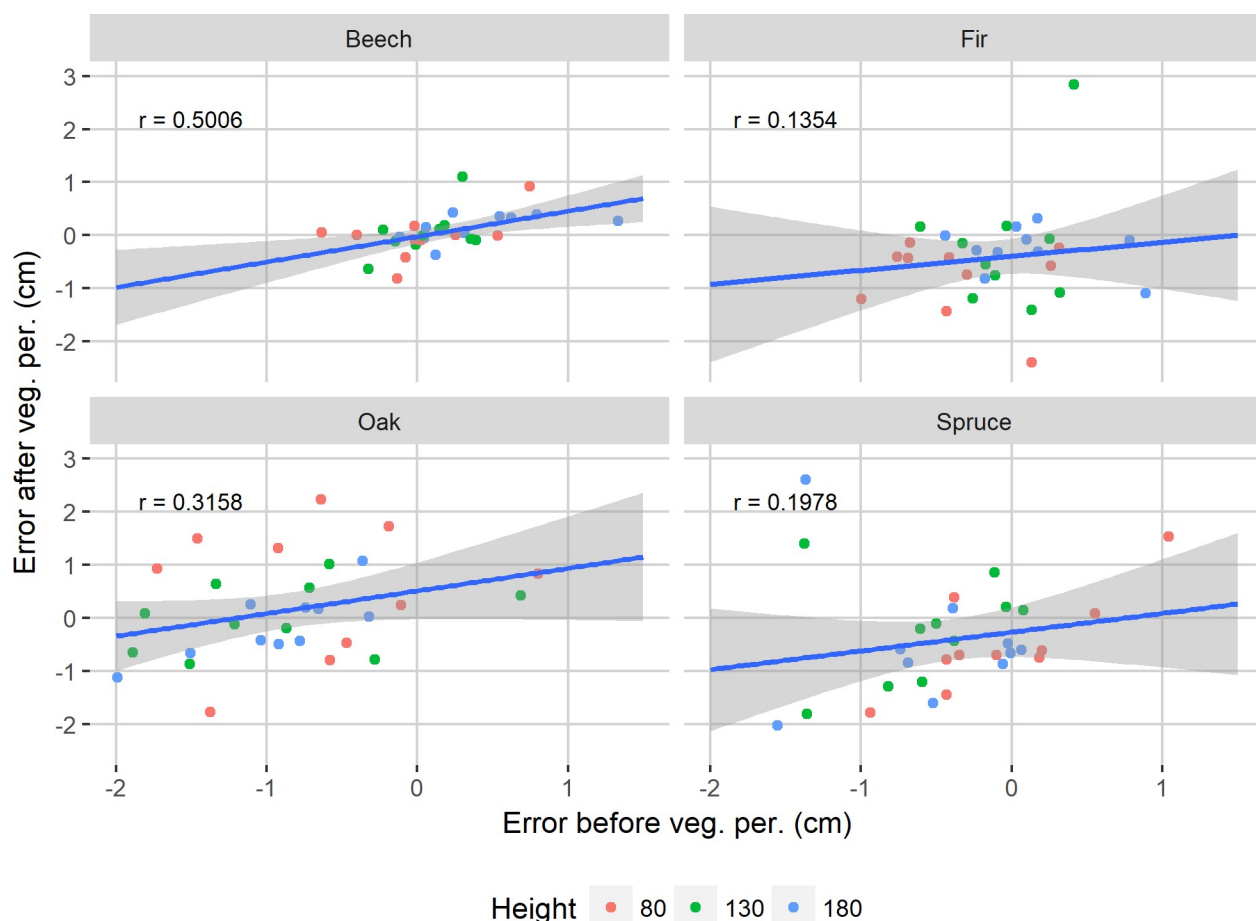 Beech
Fir
3
2
1
0
-1
-2
r = 0.5006
r = 0.1354
Oak
Spruce
3
2
1
0
-1
-2
r = 0.3158
r = 0.1978
-2 -1 0 1
-2 -1 0 1
Error after veg. per. (cm)
Error before veg. per. (cm)
Height 80 130 180